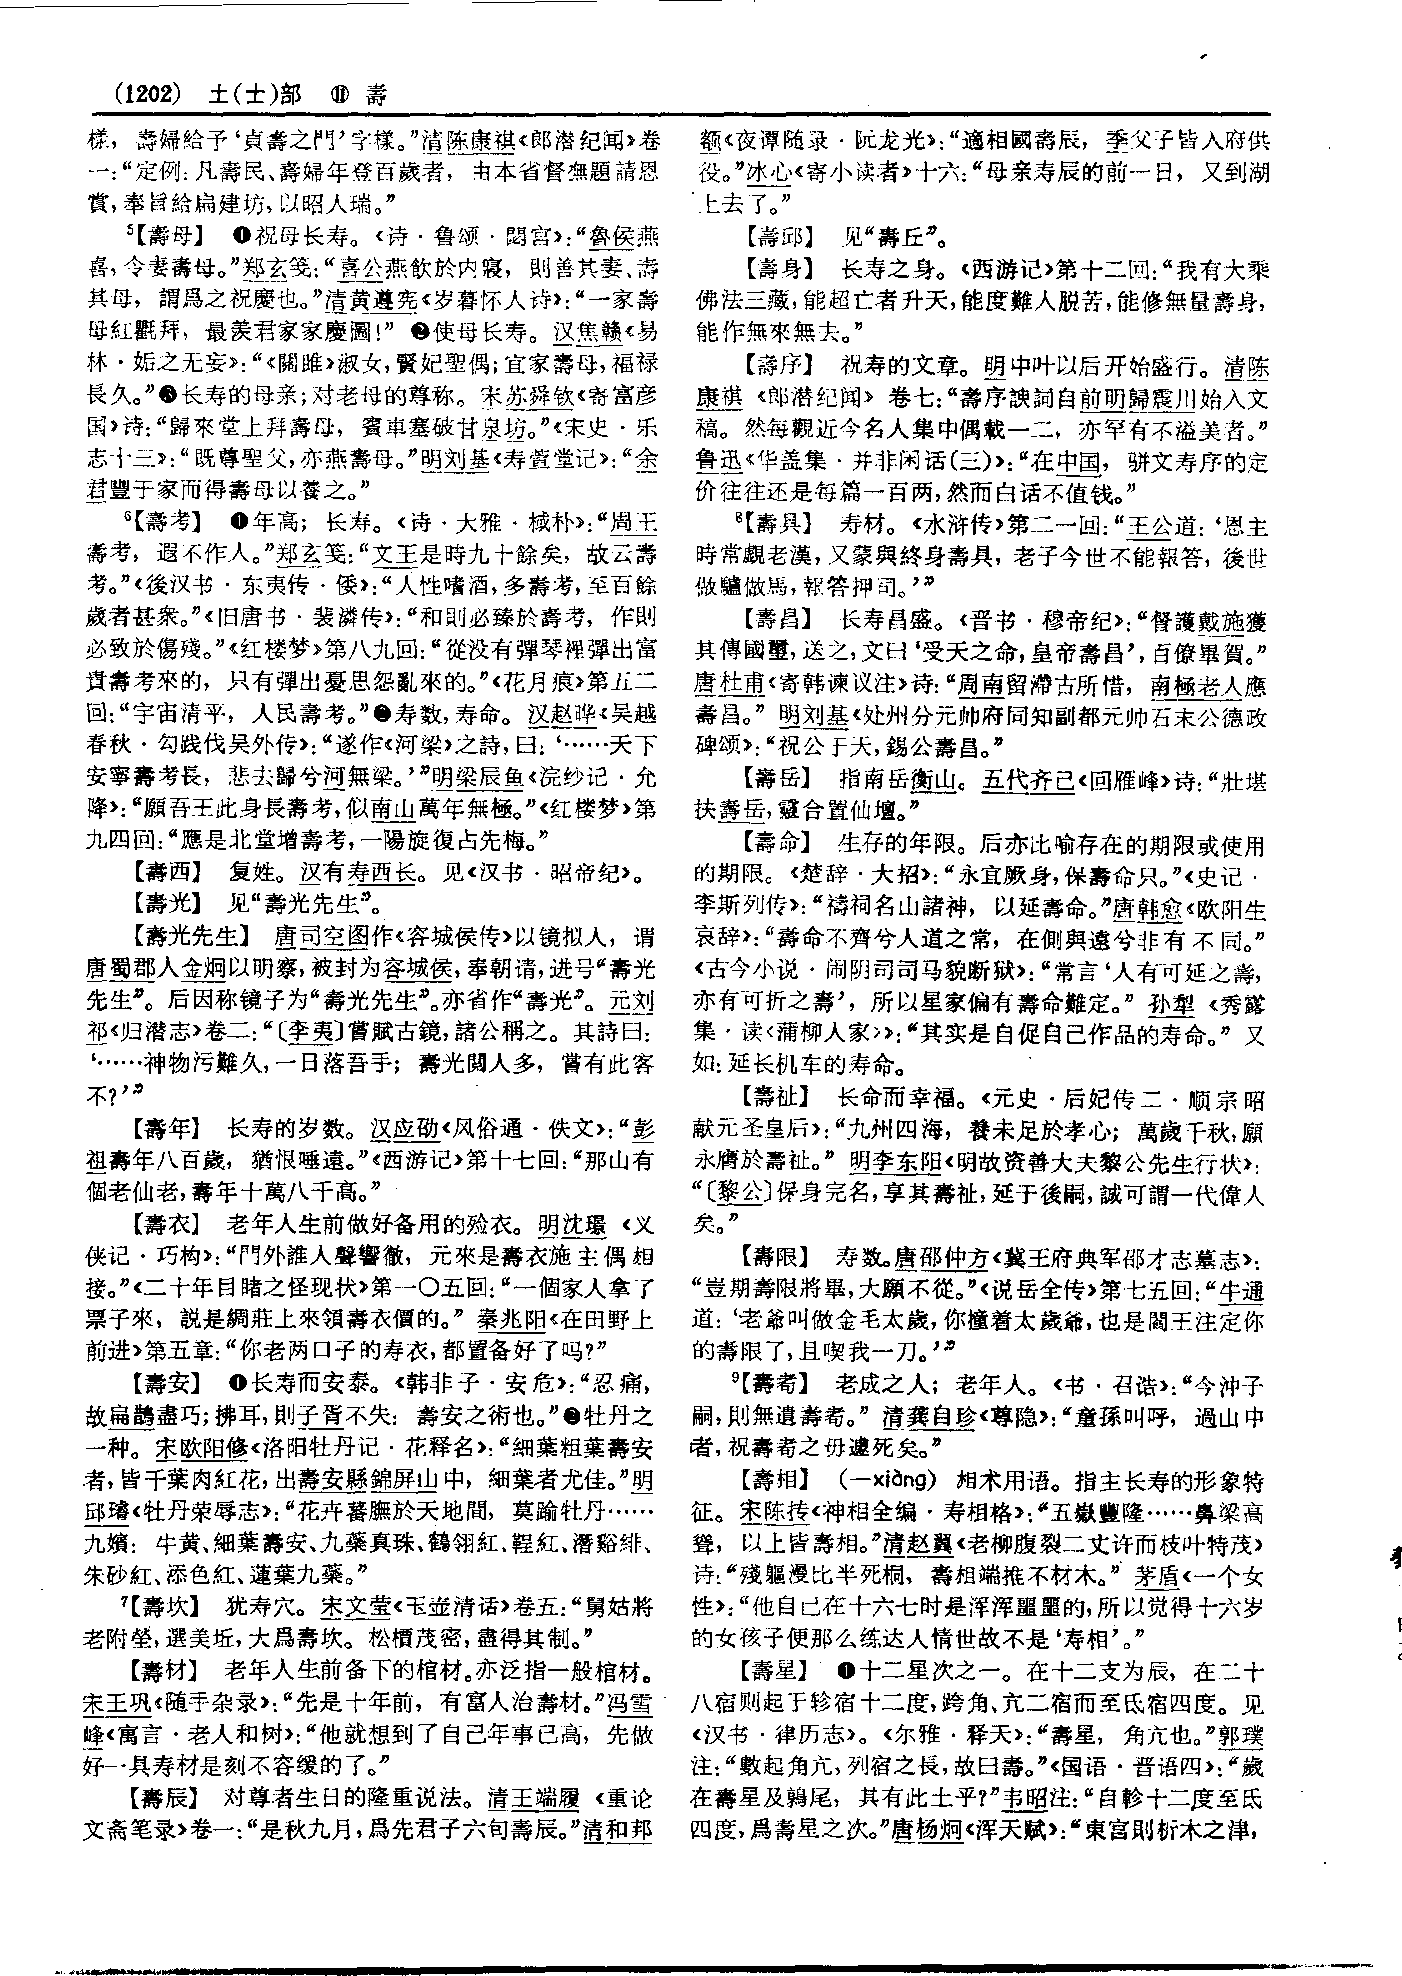 (1202) 土(士)部 ⑪ 壽
樣，壽婦給予‘貞壽之門’字樣。”清陈康祺《郎潜纪闻》卷
一：“定例：凡壽民、壽婦年登百歲者，由本省督撫題請恩
賞，奉旨給扁建坊，以昭人瑞。”
5【壽母】 ❶祝母长寿。《诗·鲁颂·閟宫》：“魯侯燕
喜，令妻壽母。”郑玄笺：“喜公燕飲於内寢，則善其妻、壽
其母，謂爲之祝慶也。”清黄遵宪《岁暮怀人诗》：“一家壽
母紅氍拜，最羡君家家慶圖！” ❷使母长寿。汉焦赣《易
林·姤之无妄》：“《關雎》淑女，賢妃聖偶；宜家壽母，福禄
長久。”❸长寿的母亲；对老母的尊称。宋苏舜钦《寄富彦
国》诗：“歸來堂上拜壽母，賓車塞破甘泉坊。”《宋史·乐
志十三》：“既尊聖父，亦燕壽母。”明刘基《寿萱堂记》：“余
君豐于家而得壽母以養之。”
6【壽考】 ❶年高；长寿。《诗·大雅·棫朴》：“周王
壽考，遐不作人。”郑玄笺：“文王是時九十餘矣，故云壽
考。”《後汉书·东夷传·倭》：“人性嗜酒，多壽考，至百餘
歲者甚衆。”《旧唐书·裴潾传》：“和則必臻於壽考，作則
必致於傷殘。”《红楼梦》第八九回：“從没有彈琴裡彈出富
貴壽考來的，只有彈出憂思怨亂來的。”《花月痕》第五二
回：“宇宙清平，人民壽考。”❷寿数，寿命。汉赵晔《吴越
春秋·勾践伐吴外传》：“遂作《河梁》之詩，曰：‘……天下
安寧壽考長，悲去歸兮河無梁。’”明梁辰鱼《浣纱记·允
降》：“願吾王此身長壽考，似南山萬年無極。”《红楼梦》第
九四回：“應是北堂增壽考，一陽旋復占先梅。”
【壽西】 复姓。汉有寿西长。见《汉书·昭帝纪》。
【壽光】 见“壽光先生”。
【壽光先生】 唐司空图作《容城侯传》以镜拟人，谓
唐蜀郡人金炯以明察，被封为容城侯，奉朝请，进号“壽光
先生”。后因称镜子为“壽光先生”。亦省作“壽光”。元刘
祁《归潜志》卷二：“〔李夷〕嘗賦古鏡，諸公稱之。其詩曰：
‘……神物污難久，一日落吾手；壽光閲人多，嘗有此客
不？’”
【壽年】 长寿的岁数。汉应劭《风俗通·佚文》：“彭
祖壽年八百歲，猶恨唾遠。”《西游记》第十七回：“那山有
個老仙老，壽年十萬八千高。”
【壽衣】 老年人生前做好备用的殓衣。明沈璟《义
侠记·巧构》：“門外誰人聲響徹，元來是壽衣施主偶相
接。”《二十年目睹之怪现状》第一〇五回：“一個家人拿了
票子來，説是綢莊上來領壽衣價的。” 秦兆阳《在田野上
前进》第五章：“你老两口子的寿衣，都置备好了吗？”
【壽安】 ❶长寿而安泰。《韩非子·安危》：“忍痛，
故扁鵲盡巧；拂耳，則子胥不失：壽安之術也。”❷牡丹之
一种。宋欧阳修《洛阳牡丹记·花释名》：“細葉粗葉壽安
者，皆千葉肉紅花，出壽安縣錦屏山中，細葉者尤佳。”明
邱璿《牡丹荣辱志》：“花卉蕃廡於天地間，莫踰牡丹……
九嬪：牛黄、細葉壽安、九蘂真珠、鶴翎紅、鞓紅、潛谿緋、
朱砂紅、添色紅、蓮葉九蘂。”
7【壽坎】 犹寿穴。宋文莹《玉壶清话》卷五：“舅姑將
老附塋，選美坵，大爲壽坎。松檟茂密，盡得其制。”
【壽材】 老年人生前备下的棺材。亦泛指一般棺材。
宋王巩《随手杂录》：“先是十年前，有富人治壽材。”冯雪
峰《寓言·老人和树》：“他就想到了自己年事已高，先做
好一具寿材是刻不容缓的了。”
【壽辰】 对尊者生日的隆重说法。清王端履《重论
文斋笔录》卷一：“是秋九月，爲先君子六旬壽辰。”清和邦
额《夜谭随录·阮龙光》：“適相國壽辰，季父子皆入府供
役。”冰心《寄小读者》十六：“母亲寿辰的前一日，又到湖
上去了。”
【壽邱】 见“壽丘”。
【壽身】 长寿之身。《西游记》第十二回：“我有大乘
佛法三藏，能超亡者升天，能度難人脱苦，能修無量壽身，
能作無來無去。”
【壽序】 祝寿的文章。明中叶以后开始盛行。清陈
康祺《郎潜纪闻》卷七：“壽序諛詞自前明歸震川始入文
稿。然每觀近今名人集中偶載一二，亦罕有不溢美者。”
鲁迅《华盖集·并非闲话(三)》：“在中国，骈文寿序的定
价往往还是每篇一百两，然而白话不值钱。”
8【壽具】 寿材。《水浒传》第二一回：“王公道：‘恩主
時常覷老漢，又蒙與終身壽具，老子今世不能報答，後世
做驢做馬，報答押司。’”
【壽昌】 长寿昌盛。《晋书·穆帝纪》：“督護戴施獲
其傳國璽，送之，文曰‘受天之命，皇帝壽昌’，百僚畢賀。”
唐杜甫《寄韩谏议注》诗：“周南留滯古所惜，南極老人應
壽昌。” 明刘基《处州分元帅府同知副都元帅石末公德政
碑颂》：“祝公于天，錫公壽昌。”
【壽岳】 指南岳衡山。五代齐己《回雁峰》诗：“壯堪
扶壽岳，靈合置仙壇。”
【壽命】 生存的年限。后亦比喻存在的期限或使用
的期限。《楚辞·大招》：“永宜厥身，保壽命只。”《史记·
李斯列传》：“禱祠名山諸神，以延壽命。”唐韩愈《欧阳生
哀辞》：“壽命不齊兮人道之常，在側與遠兮非有不同。”
《古今小说·闹阴司司马貌断狱》：“常言‘人有可延之壽，
亦有可折之壽’，所以星家偏有壽命難定。” 孙犁《秀露
集·读〈蒲柳人家〉》：“其实是自促自己作品的寿命。” 又
如：延长机车的寿命。
【壽祉】 长命而幸福。《元史·后妃传二·顺宗昭
献元圣皇后》：“九州四海，養未足於孝心；萬歲千秋，願
永膺於壽祉。” 明李东阳《明故资善大夫黎公先生行状》：
“〔黎公〕保身完名，享其壽祉，延于後嗣，誠可謂一代偉人
矣。”
【壽限】 寿数。唐邵仲方《冀王府典军邵才志墓志》：
“豈期壽限將畢，大願不從。”《说岳全传》第七五回：“牛通
道：‘老爺叫做金毛太歲，你撞着太歲爺，也是閻王注定你
的壽限了，且喫我一刀。’”
9【壽耇】 老成之人；老年人。《书·召诰》：“今沖子
嗣，則無遺壽耇。” 清龚自珍《尊隐》：“童孫叫呼，過山中
者，祝壽耇之毋遽死矣。”
【壽相】 (一xiàng) 相术用语。指主长寿的形象特
征。宋陈抟《神相全编·寿相格》：“五嶽豐隆……鼻梁高
聳，以上皆壽相。”清赵翼《老柳腹裂二丈许而枝叶特茂》
诗：“殘軀漫比半死桐，壽相端推不材木。” 茅盾《一个女
性》：“他自己在十六七时是浑浑噩噩的，所以觉得十六岁
的女孩子便那么练达人情世故不是‘寿相’。”
【壽星】 ❶十二星次之一。在十二支为辰，在二十
八宿则起于轸宿十二度，跨角、亢二宿而至氐宿四度。见
《汉书·律历志》。《尔雅·释天》：“壽星，角亢也。”郭璞
注：“數起角亢，列宿之長，故曰壽。”《国语·晋语四》：“歲
在壽星及鶉尾，其有此土乎？”韦昭注：“自軫十二度至氐
四度，爲壽星之次。”唐杨炯《浑天赋》：“東宫則析木之津，